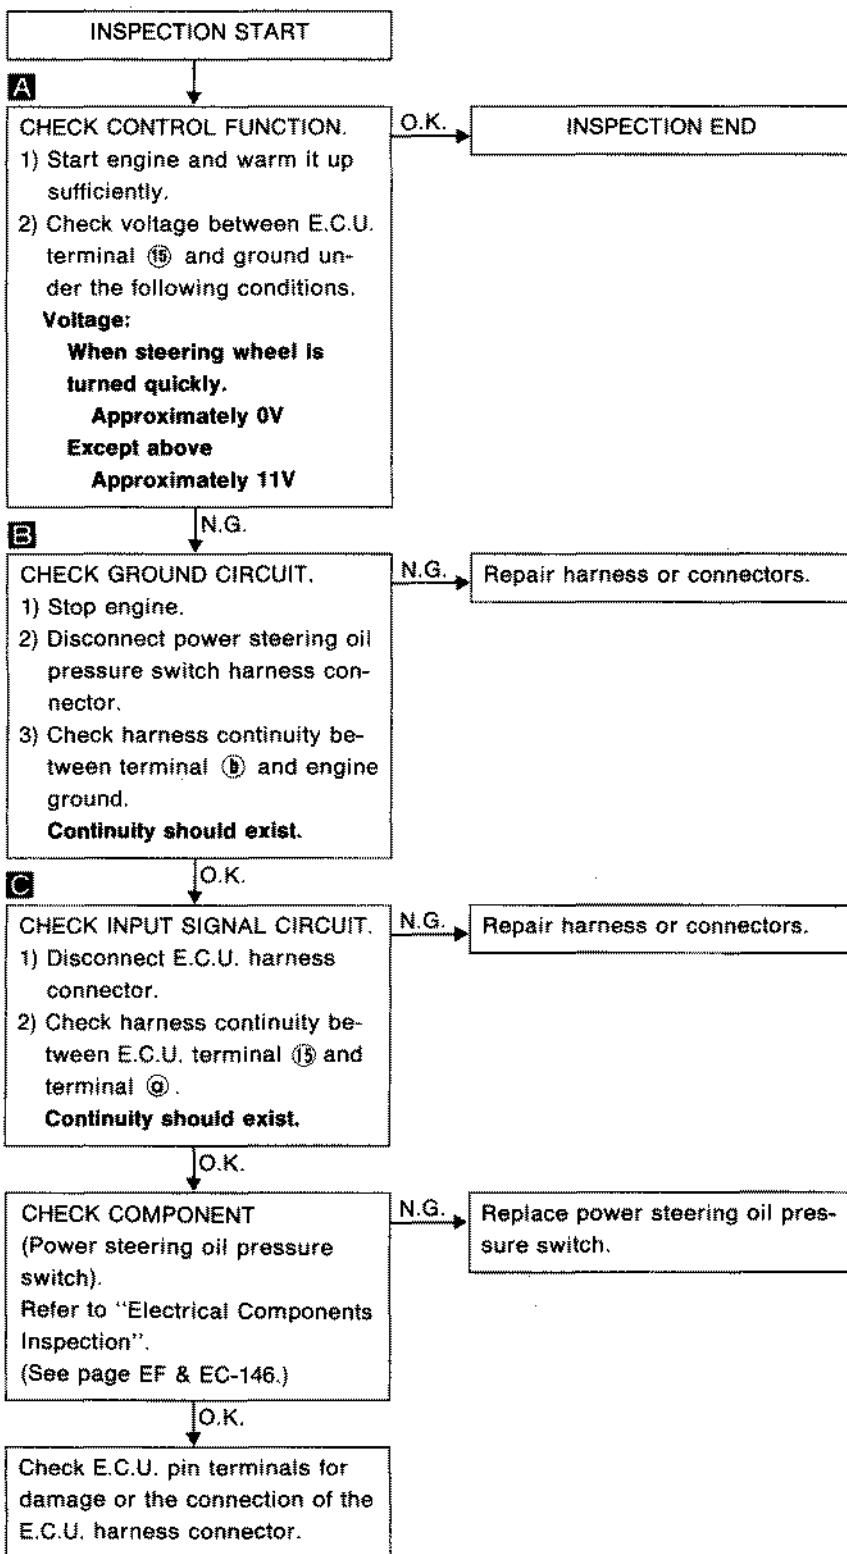 INSPECTION START
A
CHECK CONTROL FUNCTION.
1) Start engine and warm it up
sufficiently.
2) Check voltage between E.C.U.
terminal ⑮ and ground un-
der the following conditions.
Voltage:
When steering wheel is
turned quickly.
Approximately 0V
Except above
Approximately 11V
O.K.
INSPECTION END
N.G.
B
CHECK GROUND CIRCUIT.
1) Stop engine.
2) Disconnect power steering oil
pressure switch harness con-
nector.
3) Check harness continuity be-
tween terminal ⓑ and engine
ground.
Continuity should exist.
N.G.
Repair harness or connectors.
O.K.
C
CHECK INPUT SIGNAL CIRCUIT.
1) Disconnect E.C.U. harness
connector.
2) Check harness continuity be-
tween E.C.U. terminal ⑮ and
terminal ⓐ.
Continuity should exist.
N.G.
Repair harness or connectors.
O.K.
CHECK COMPONENT
(Power steering oil pressure
switch).
Refer to "Electrical Components
Inspection".
(See page EF & EC-146.)
N.G.
Replace power steering oil pres-
sure switch.
O.K.
Check E.C.U. pin terminals for
damage or the connection of the
E.C.U. harness connector.